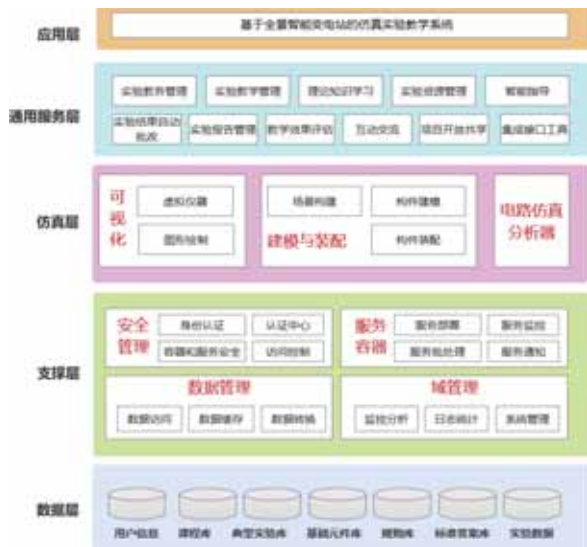 应用层
基于全景智能变电站的仿真实验教学系统
通用服务层
实验教务管理 实验教学管理 理论知识学习 实验资源管理 智能指导
实验结果自动
批改 实验报告管理 教学效果评估 互动交流 项目开放共享 集成接口工具
仿真层
可视化
虚拟仪器
图形绘制
场景构建 构件建模
建模与装配 构件装配
电路仿真
分析器
支撑层
安全
管理
身份认证 认证中心
容器和服务安全 访问控制
服务
容器
服务部署 服务监控
服务批处理 服务通知
数据管理
数据访问 数据缓存 数据转换
域管理
监控分析 日志统计 系统管理
数据层
用户信息 课程库 典型实验库 基础元件库 规则库 标准答案库 实验数据